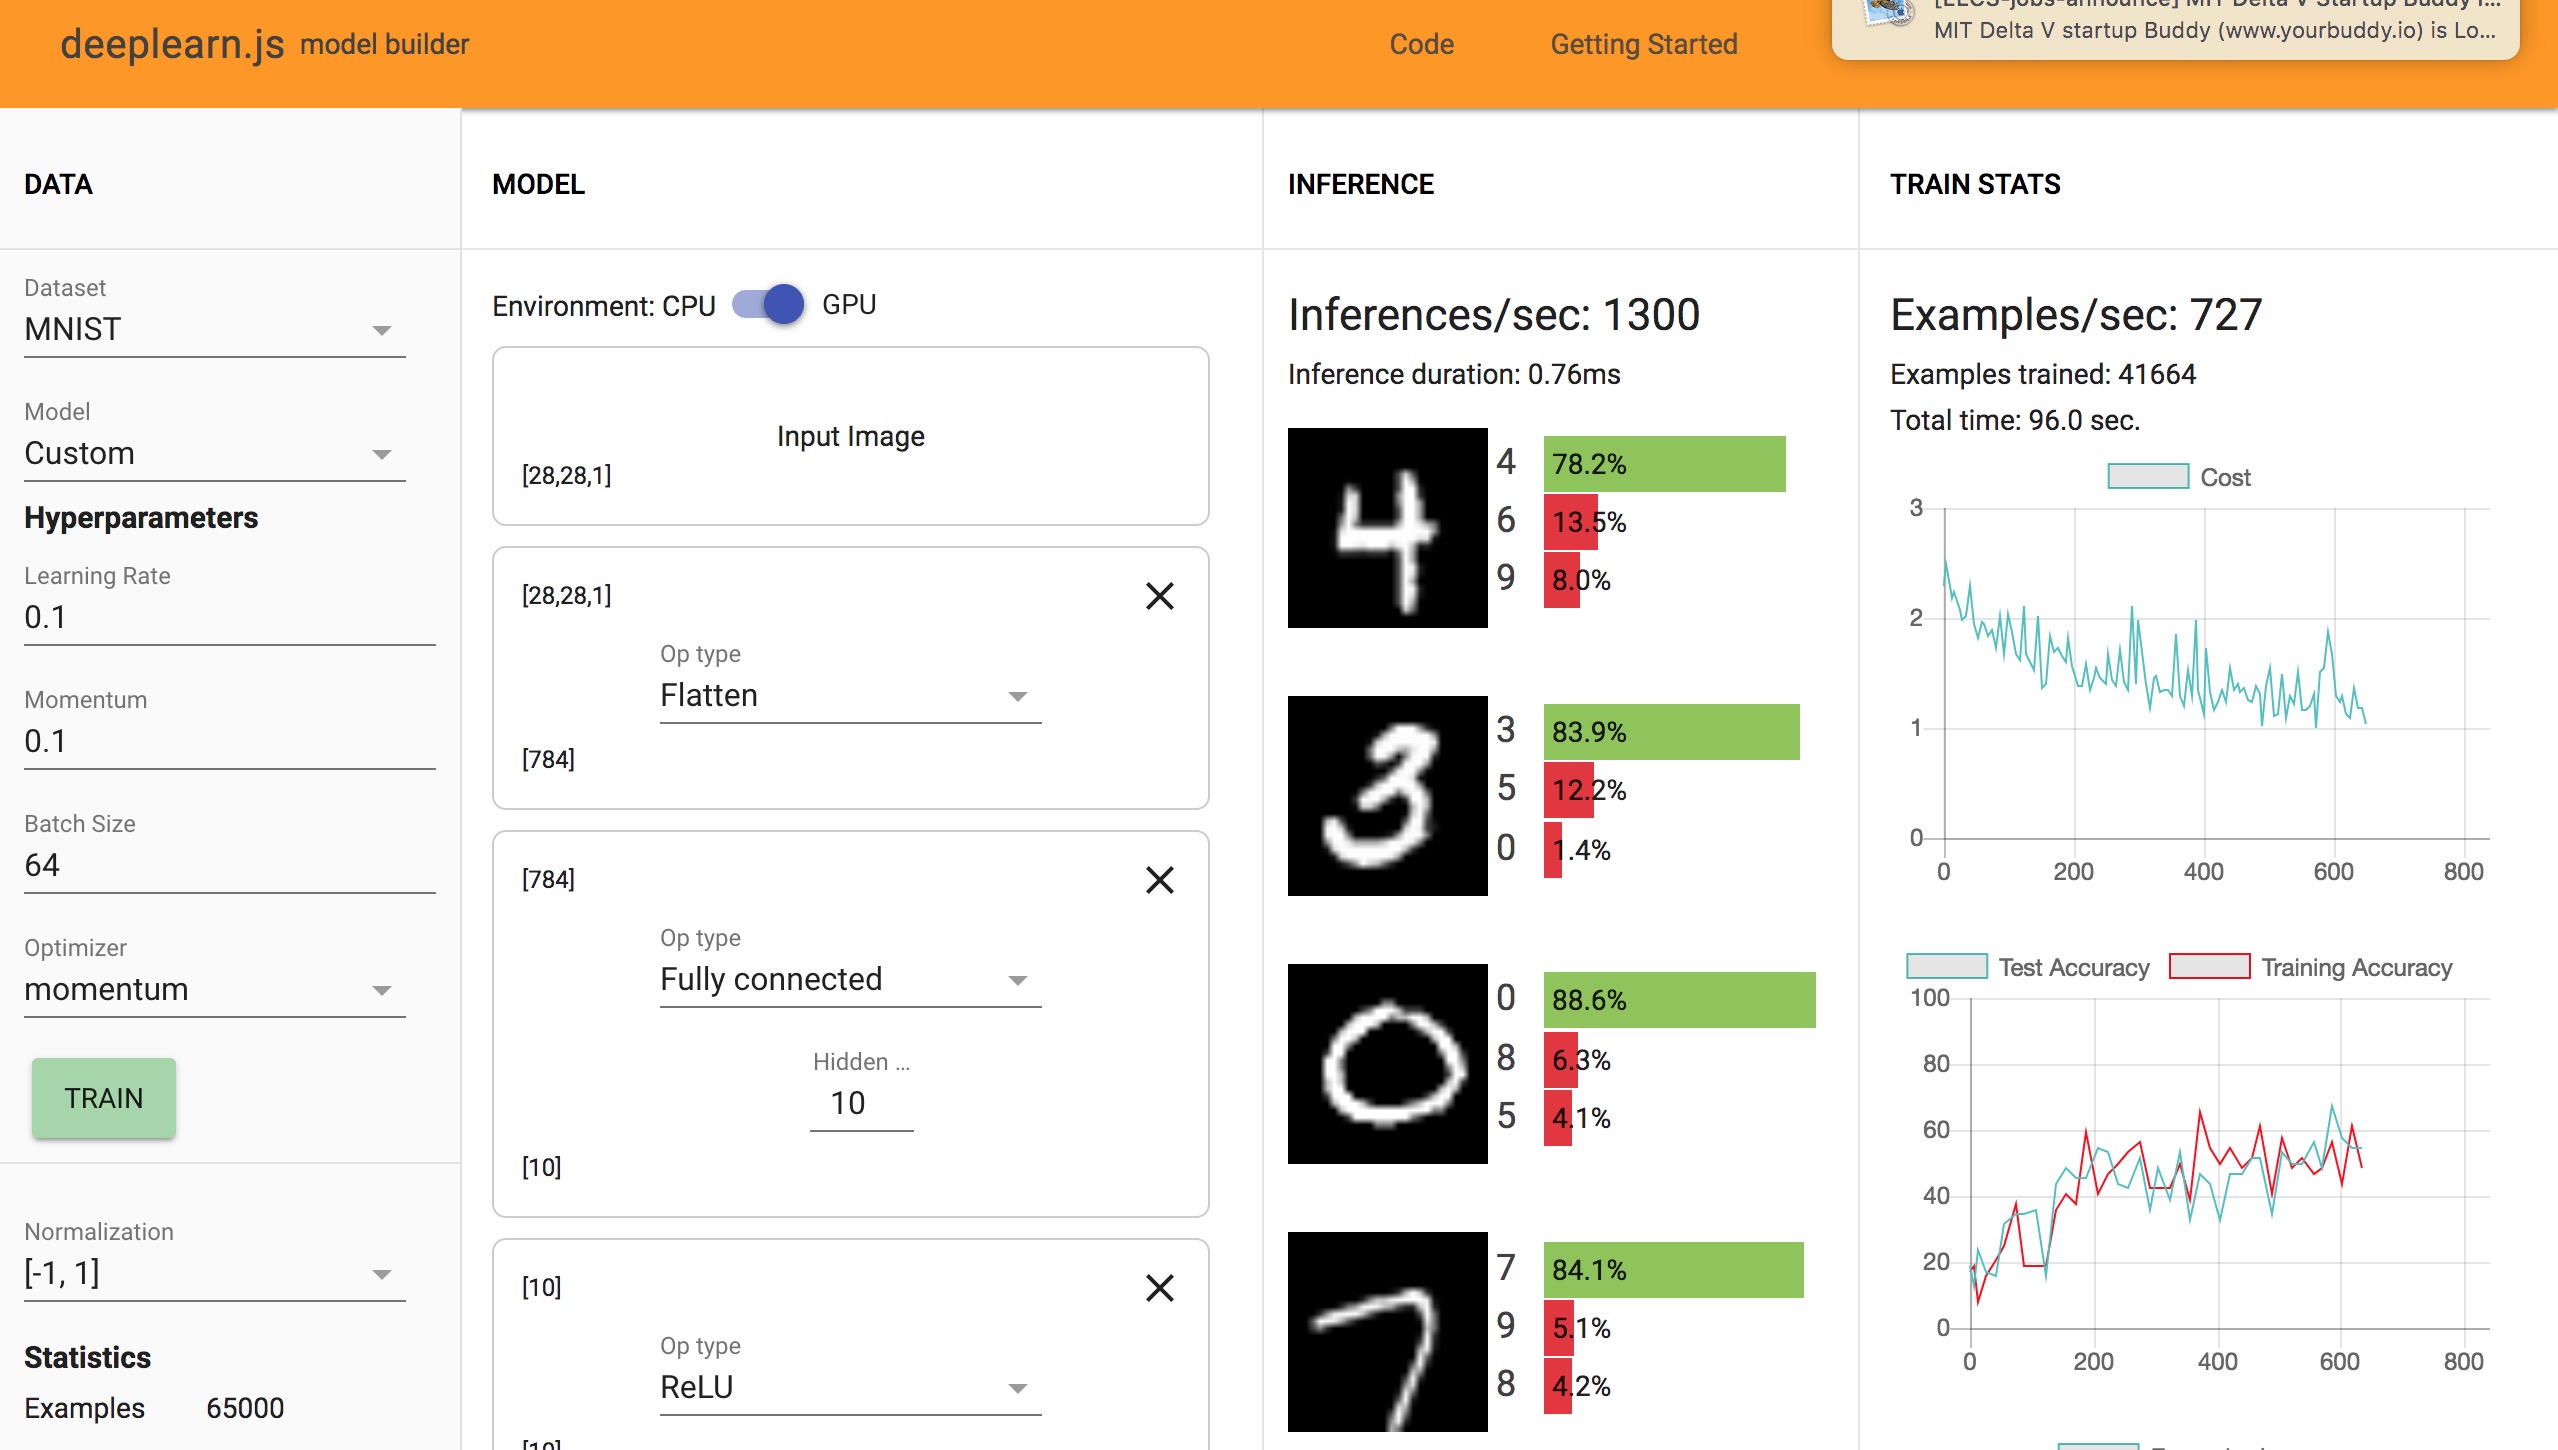 deeplearn.js model builder
Code
Getting Started
MIT Delta V Startup Buddy
MIT Delta V startup Buddy (www.yourbuddy.io) is Lo...
DATA
Dataset
MNIST
Model
Custom
Hyperparameters
Learning Rate
0.1
Momentum
0.1
Batch Size
64
Optimizer
momentum
TRAIN
Normalization
[-1, 1]
Statistics
Examples 65000
MODEL
Environment: CPU GPU
Input Image
[28,28,1]
[28,28,1]
Op type
Flatten
[784]
[784]
Op type
Fully connected
Hidden ...
10
[10]
[10]
Op type
ReLU
[10]
INFERENCE
Inferences/sec: 1300
Inference duration: 0.76ms
4 78.2%
6 13.5%
9 8.0%
3 83.9%
5 12.2%
0 1.4%
0 88.6%
8 6.3%
5 4.1%
7 84.1%
9 5.1%
8 4.2%
TRAIN STATS
Examples/sec: 727
Examples trained: 41664
Total time: 96.0 sec.
Cost
3
2
1
0
0 200 400 600 800
Test Accuracy Training Accuracy
100
80
60
40
20
0
0 200 400 600 800